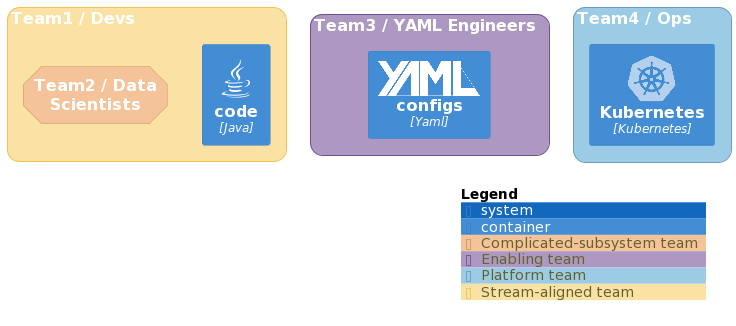 Team1 / Devs
Team2 / Data
Scientists
code
[Java]
Team3 / YAML Engineers
YAML
configs
[Yaml]
Team4 / Ops
Kubernetes
[Kubernetes]
Legend
system
container
Complicated-subsystem team
Enabling team
Platform team
Stream-aligned team